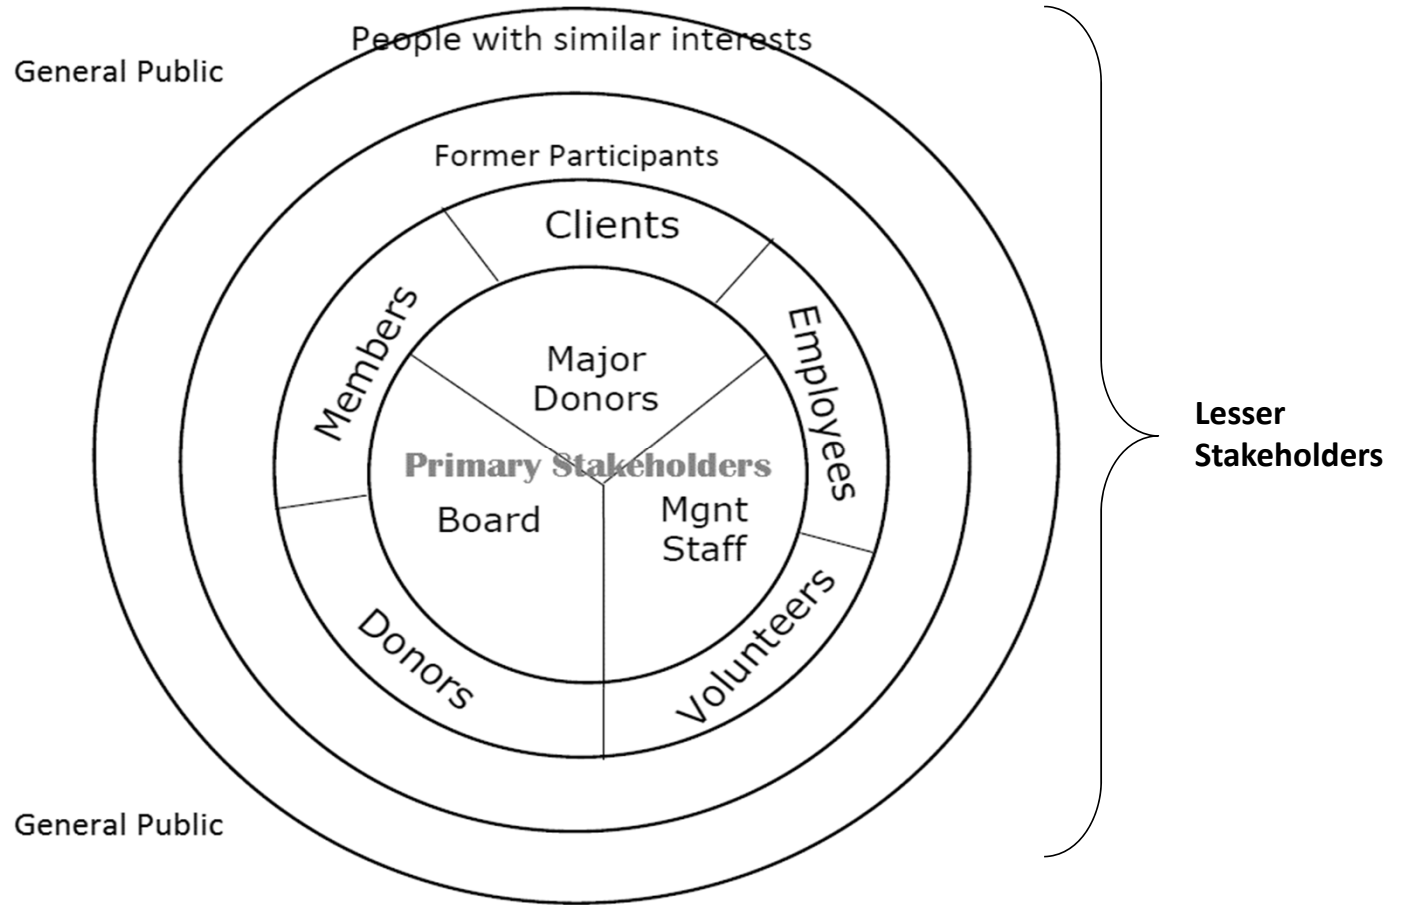 People with similar interests
General Public
Former Participants
Clients
Members
Employees
Major
Donors
Primary Stakeholders
Board
Mgnt
Staff
Donors
Volunteers
General Public
Lesser
Stakeholders